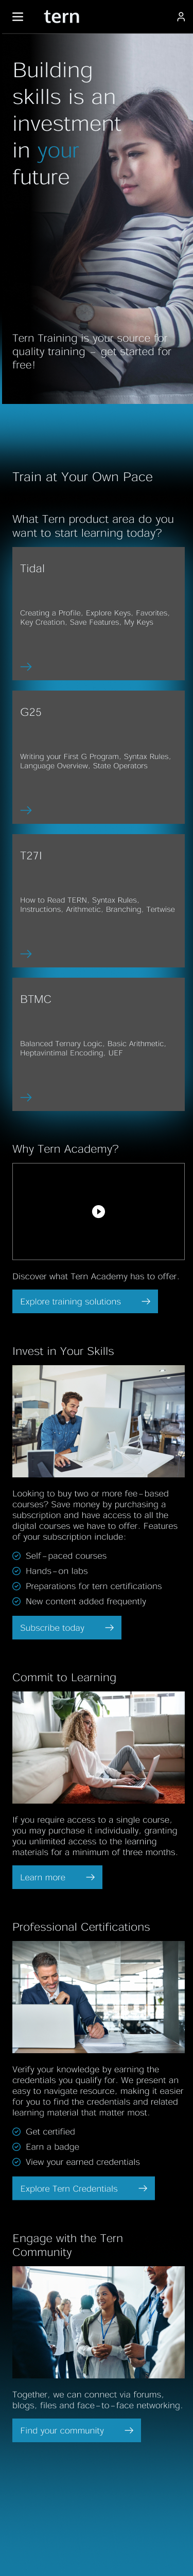 tern
Building
skills is an
investment
in your
future
Tern Training is your source for
quality training – get started for
free!
Train at Your Own Pace
What Tern product area do you
want to start learning today?
Tidal
Creating a Profile, Explore Keys, Favorites,
Key Creation, Save Features, My Keys
G25
Writing your First G Program, Syntax Rules,
Language Overview, State Operators
T27I
How to Read TERN, Syntax Rules,
Instructions, Arithmetic, Branching, Tertwise
BTMC
Balanced Ternary Logic, Basic Arithmetic,
Heptavintimal Encoding, UEF
Why Tern Academy?
Discover what Tern Academy has to offer.
Explore training solutions
Invest in Your Skills
Looking to buy two or more fee-based
courses? Save money by purchasing a
subscription and have access to all the
digital courses we have to offer. Features
of your subscription include:
Self-paced courses
Hands-on labs
Preparations for tern certifications
New content added frequently
Subscribe today
Commit to Learning
If you require access to a single course,
you may purchase it individually, granting
you unlimited access to the learning
materials for a minimum of three months.
Learn more
Professional Certifications
Verify your knowledge by earning the
credentials you qualify for. We present an
easy to navigate resource, making it easier
for you to find the credentials and related
learning material that matter most.
Get certified
Earn a badge
View your earned credentials
Explore Tern Credentials
Engage with the Tern
Community
Together, we can connect via forums,
blogs, files and face-to-face networking.
Find your community